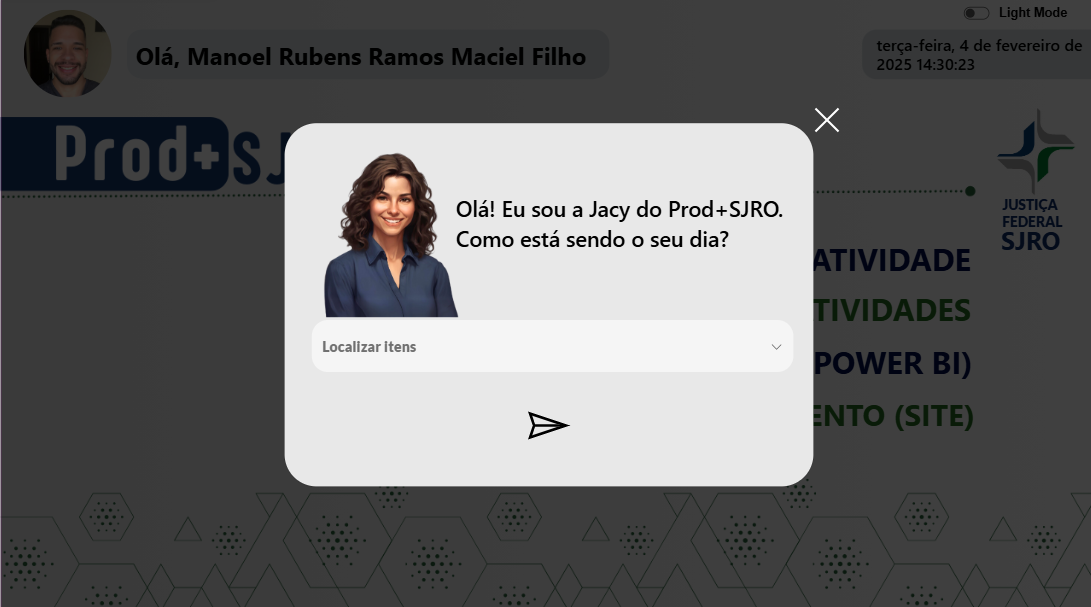 Light Mode
Olá, Manoel Rubens Ramos Maciel Filho
terça-feira, 4 de fevereiro de
2025 14:30:23
Prod+SJ
JUSTIÇA
FEDERAL
SJRO
Olá! Eu sou a Jacy do Prod+SJRO.
Como está sendo o seu dia?
Localizar itens
ATIVIDADE
TIVIDADES
POWER BI)
ENTO (SITE)